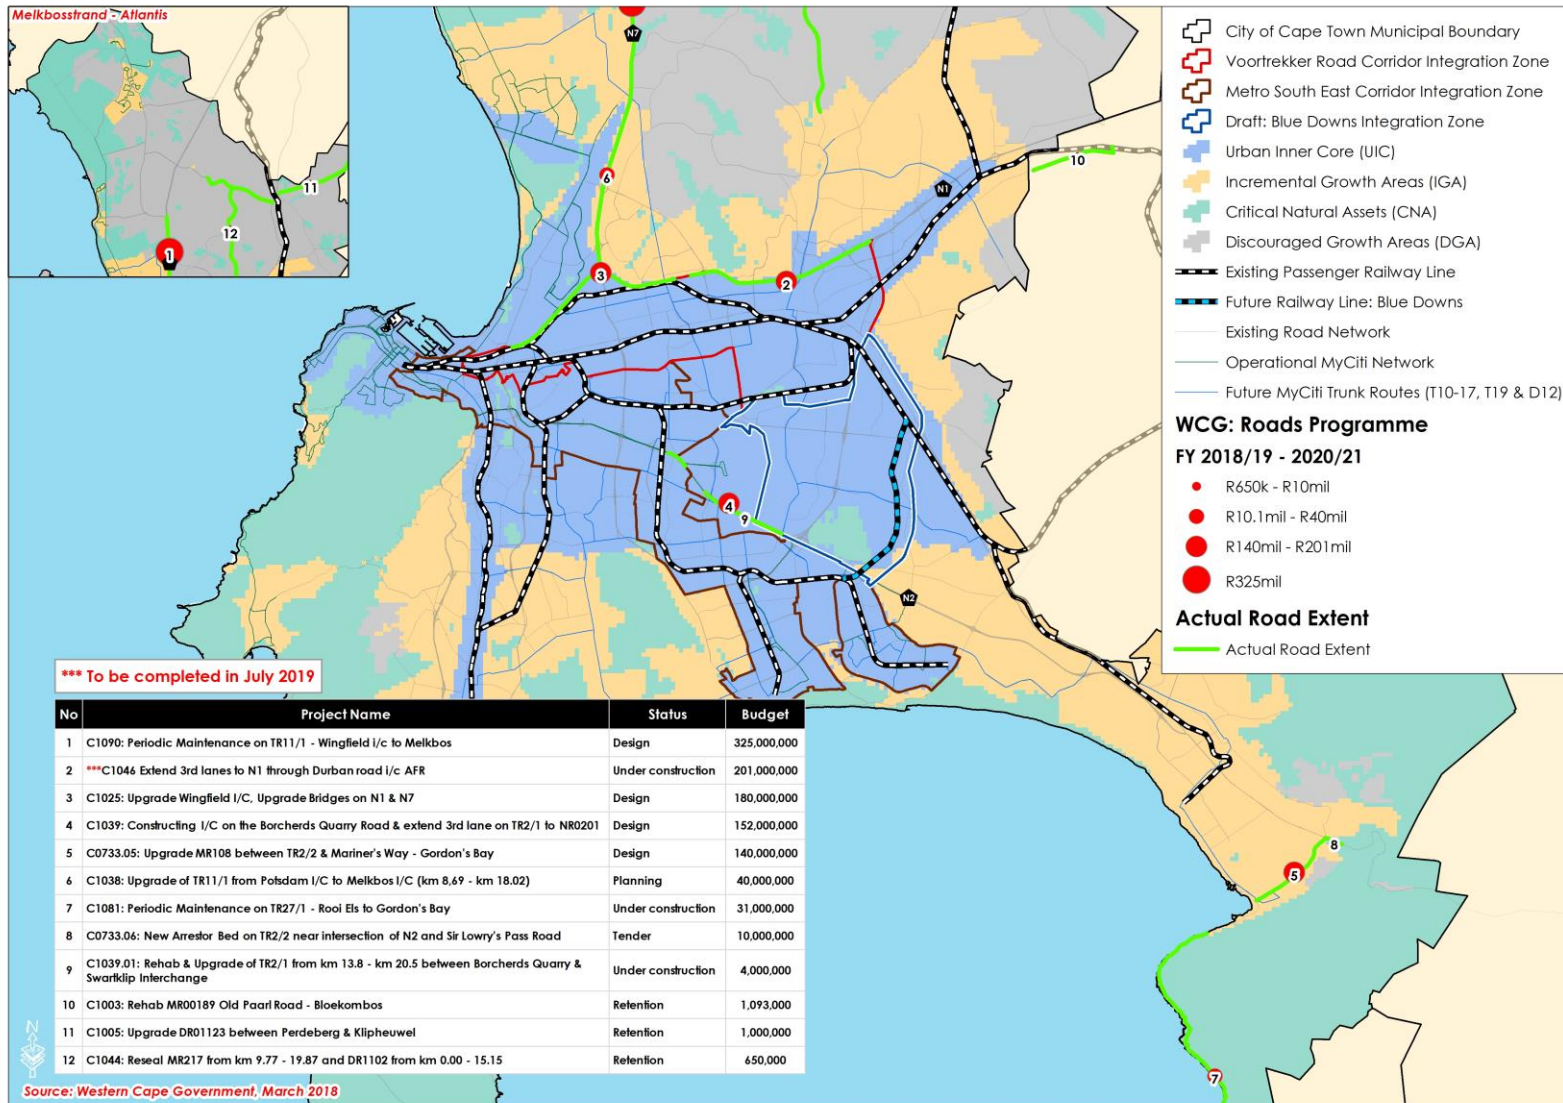 Melkbosstrand - Atlantis
11
12
1
N7
6
10
N1
3
2
4
9
N2
8
5
7
City of Cape Town Municipal Boundary
Voortrekker Road Corridor Integration Zone
Metro South East Corridor Integration Zone
Draft: Blue Downs Integration Zone
Urban Inner Core (UIC)
Incremental Growth Areas (IGA)
Critical Natural Assets (CNA)
Discouraged Growth Areas (DGA)
Existing Passenger Railway Line
Future Railway Line: Blue Downs
Existing Road Network
Operational MyCiti Network
Future MyCiti Trunk Routes (T10-17, T19 & D12)
WCG: Roads Programme
FY 2018/19 - 2020/21
R650k - R10mil
R10.1mil - R40mil
R140mil - R201mil
R325mil
Actual Road Extent
Actual Road Extent
*** To be completed in July 2019
No Project Name Status Budget
1 C1090: Periodic Maintenance on TR11/1 - Wingfield i/c to Melkbos Design 325,000,000
2 ***C1046 Extend 3rd lanes to N1 through Durban road i/c AFR Under construction 201,000,000
3 C1025: Upgrade Wingfield I/C, Upgrade Bridges on N1 & N7 Design 180,000,000
4 C1039: Constructing I/C on the Borcherds Quarry Road & extend 3rd lane on TR2/1 to NR0201 Design 152,000,000
5 C0733.05: Upgrade MR108 between TR2/2 & Mariner's Way - Gordon's Bay Design 140,000,000
6 C1038: Upgrade of TR11/1 from Potsdam I/C to Melkbos I/C (km 8,69 - km 18.02) Planning 40,000,000
7 C1081: Periodic Maintenance on TR27/1 - Rooi Els to Gordon's Bay Under construction 31,000,000
8 C0733.06: New Arrestor Bed on TR2/2 near intersection of N2 and Sir Lowry's Pass Road Tender 10,000,000
9 C1039.01: Rehab & Upgrade of TR2/1 from km 13.8 - km 20.5 between Borcherds Quarry &
Swartklip Interchange Under construction 4,000,000
10 C1003: Rehab MR00189 Old Paarl Road - Bloekombos Retention 1,093,000
11 C1005: Upgrade DR01123 between Perdeberg & Klipheuwel Retention 1,000,000
12 C1044: Reseal MR217 from km 9.77 - 19.87 and DR1102 from km 0.00 - 15.15 Retention 650,000
N
Source: Western Cape Government, March 2018